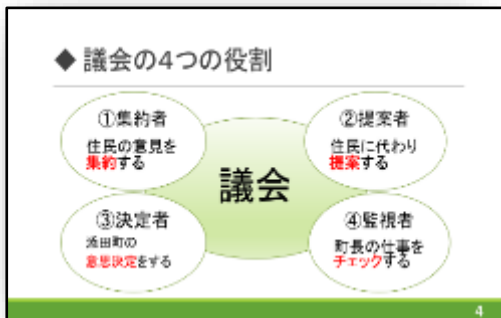 ◆ 議会の4つの役割
①集約者
住民の意見を
集約する
②提案者
住民に代わり
提案する
議会
③決定者
添田町の
意思決定をする
④監視者
町長の仕事を
チェックする
4